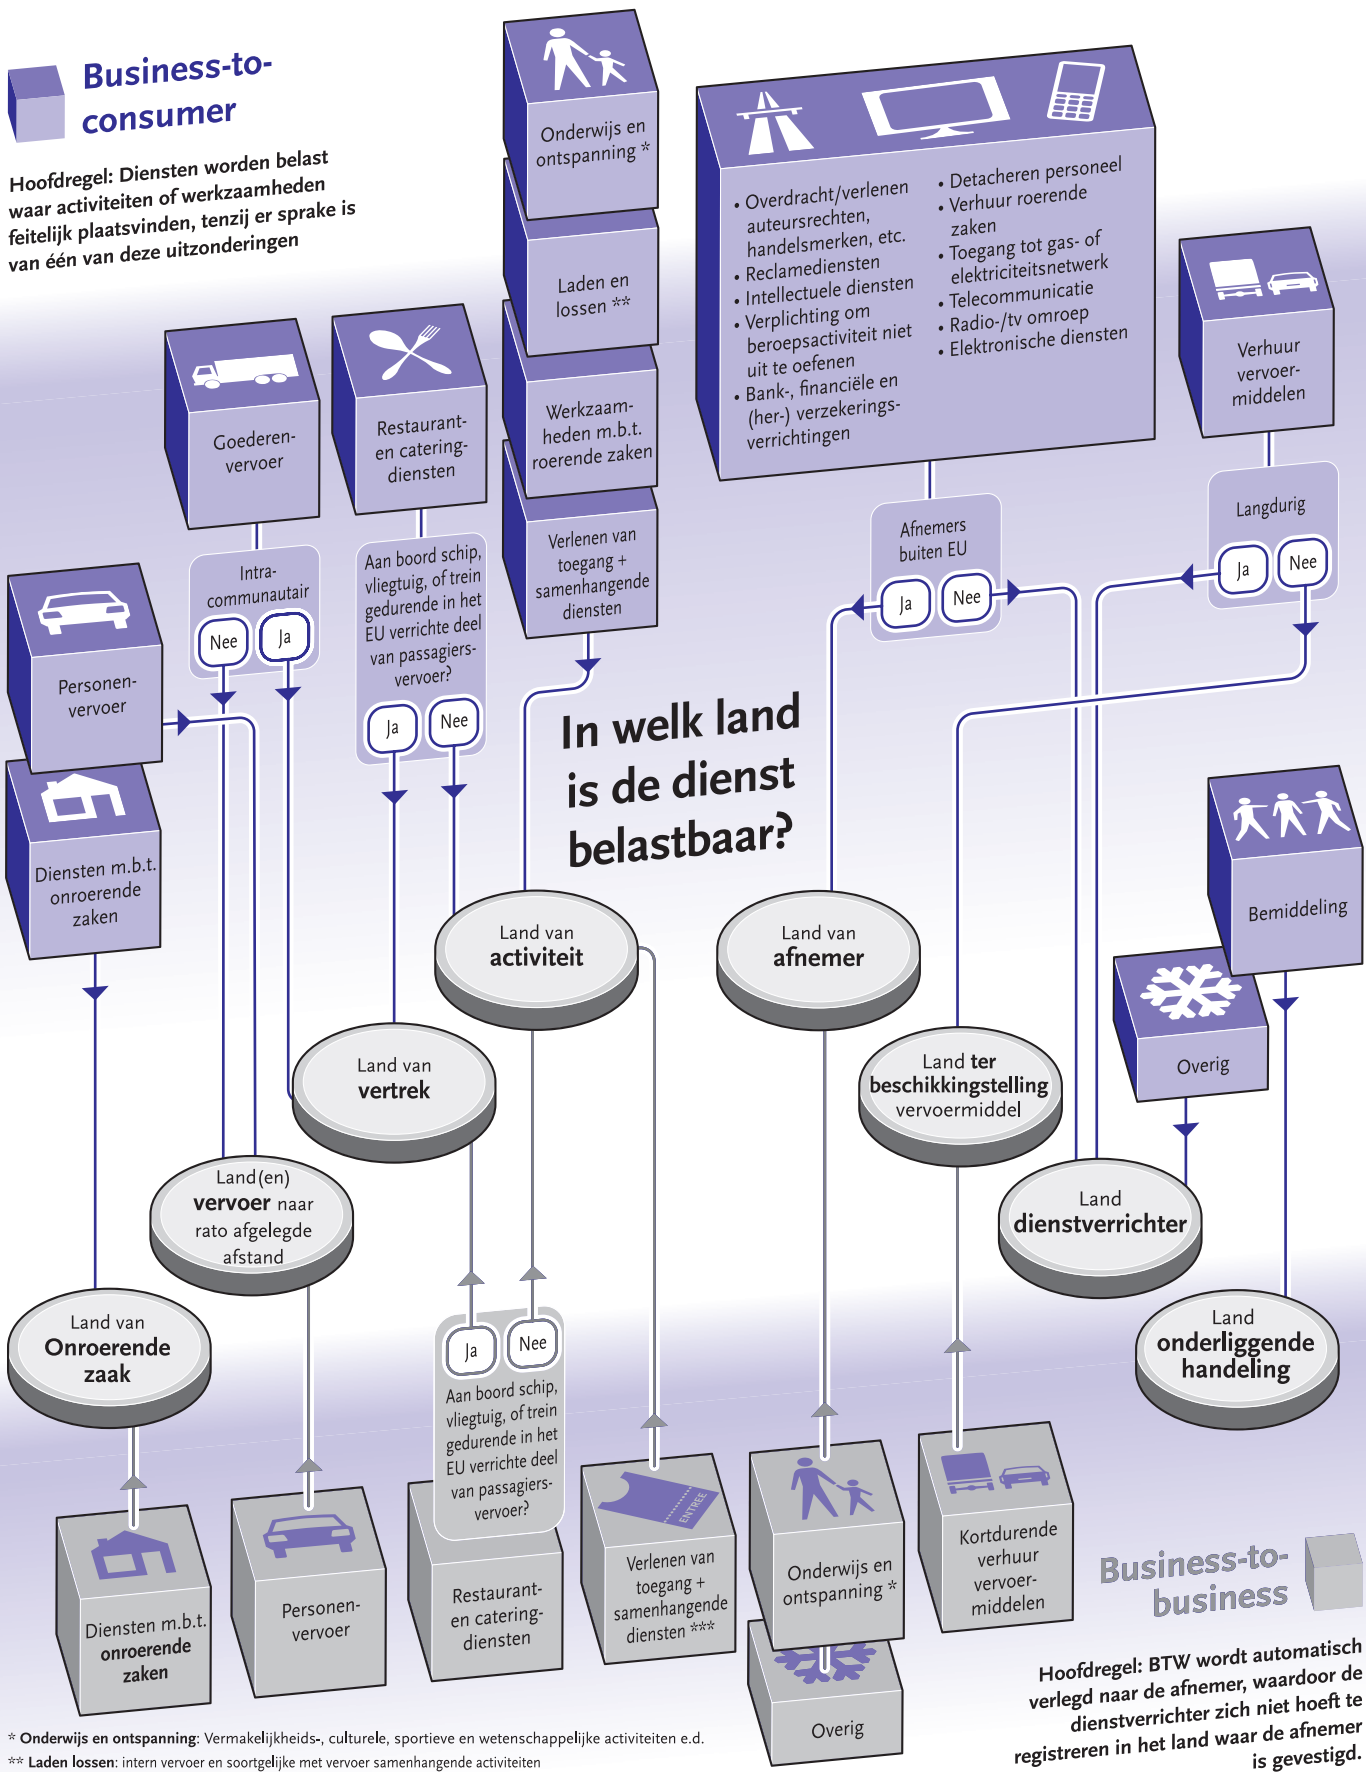 Business-to-
consumer
Hoofdregel: Diensten worden belast
waar activiteiten of werkzaamheden
feitelijk plaatsvinden, tenzij er sprake is
van één van deze uitzonderingen
Onderwijs en
ontspanning *
Laden en
lossen **
Werkzaam-
heden m.b.t.
roerende zaken
Verlenen van
toegang +
samenhangende
diensten
• Overdracht/verlenen
auteursrechten,
handelsmerken, etc.
• Reclamediensten
• Intellectuele diensten
• Verplichting om
beroepsactiviteit niet
uit te oefenen
• Bank-, financiële en
(her-) verzekerings-
verrichtingen
• Detacheren personeel
• Verhuur roerende
zaken
• Toegang tot gas- of
elektriciteitsnetwerk
• Telecommunicatie
• Radio-/tv omroep
• Elektronische diensten
Verhuur
vervoer-
middelen
Goederen-
vervoer
Restaurant-
en catering-
diensten
Intra-
communautair
Nee
Ja
Aan boord schip,
vliegtuig, of trein
gedurende in het
EU verrichte deel
van passagiers-
vervoer?
Ja
Nee
Afnemers
buiten EU
Ja
Nee
Langdurig
Ja
Nee
Personen-
vervoer
Diensten m.b.t.
onroerende
zaken
In welk land
is de dienst
belastbaar?
Bemiddeling
Overig
Land van
activiteit
Land van
afnemer
Land van
vertrek
Land ter
beschikkingstelling
vervoermiddel
Land(en)
vervoer naar
rato afgelegde
afstand
Land
dienstverrichter
Land van
Onroerende
zaak
Land
onderliggende
handeling
Ja
Nee
Aan boord schip,
vliegtuig, of trein
gedurende in het
EU verrichte deel
van passagiers-
vervoer?
Diensten m.b.t.
onroerende
zaken
Personen-
vervoer
Restaurant-
en catering-
diensten
ENTREE
Verlenen van
toegang +
samenhangende
diensten ***
Onderwijs en
ontspanning *
Overig
Kortdurende
verhuur
vervoer-
middelen
Business-to-
business
Hoofdregel: BTW wordt automatisch
verlegd naar de afnemer, waardoor de
dienstverrichter zich niet hoeft te
registreren in het land waar de afnemer
is gevestigd.
* Onderwijs en ontspanning: Vermakelijkheids-, culturele, sportieve en wetenschappelijke activiteiten e.d.
** Laden lossen: intern vervoer en soortgelijke met vervoer samenhangende activiteiten